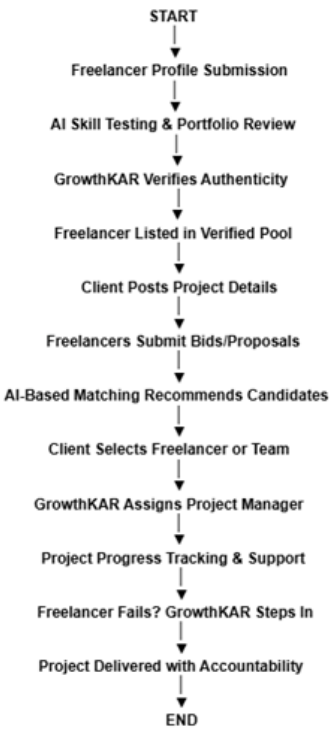 START
Freelancer Profile Submission
AI Skill Testing & Portfolio Review
GrowthKAR Verifies Authenticity
Freelancer Listed in Verified Pool
Client Posts Project Details
Freelancers Submit Bids/Proposals
AI-Based Matching Recommends Candidates
Client Selects Freelancer or Team
GrowthKAR Assigns Project Manager
Project Progress Tracking & Support
Freelancer Fails? GrowthKAR Steps In
Project Delivered with Accountability
END